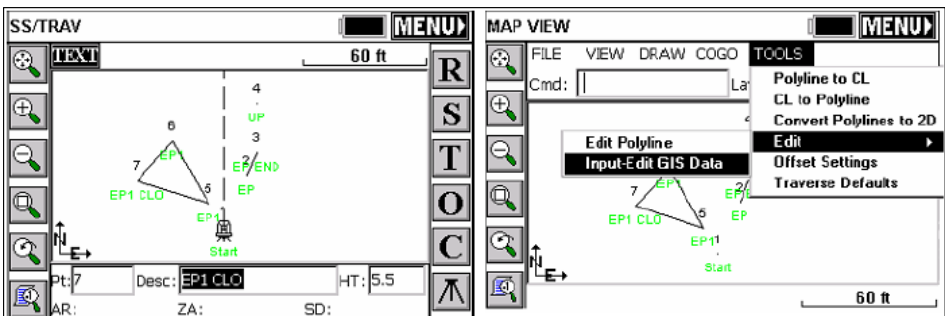 SS/TRAV
MENU
TEXT
60 ft
R
S
T
O
C
4
UP
3
2
EP/END
EP
6
EP1
7
EP1 CLO
5
EP1
Start
N
E
Pt: 7
Desc: EP1 CLO
HT: 5.5
AR:
ZA:
SD:
MAP VIEW
MENU
FILE VIEW DRAW COGO TOOLS
Cmd:
La
Polyline to CL
CL to Polyline
Convert Polylines to 2D
Edit
Offset Settings
Traverse Defaults
Edit Polyline
Input-Edit GIS Data
7
EP1 CLO
5
EP1
1
2/
EP
Start
N
E
60 ft